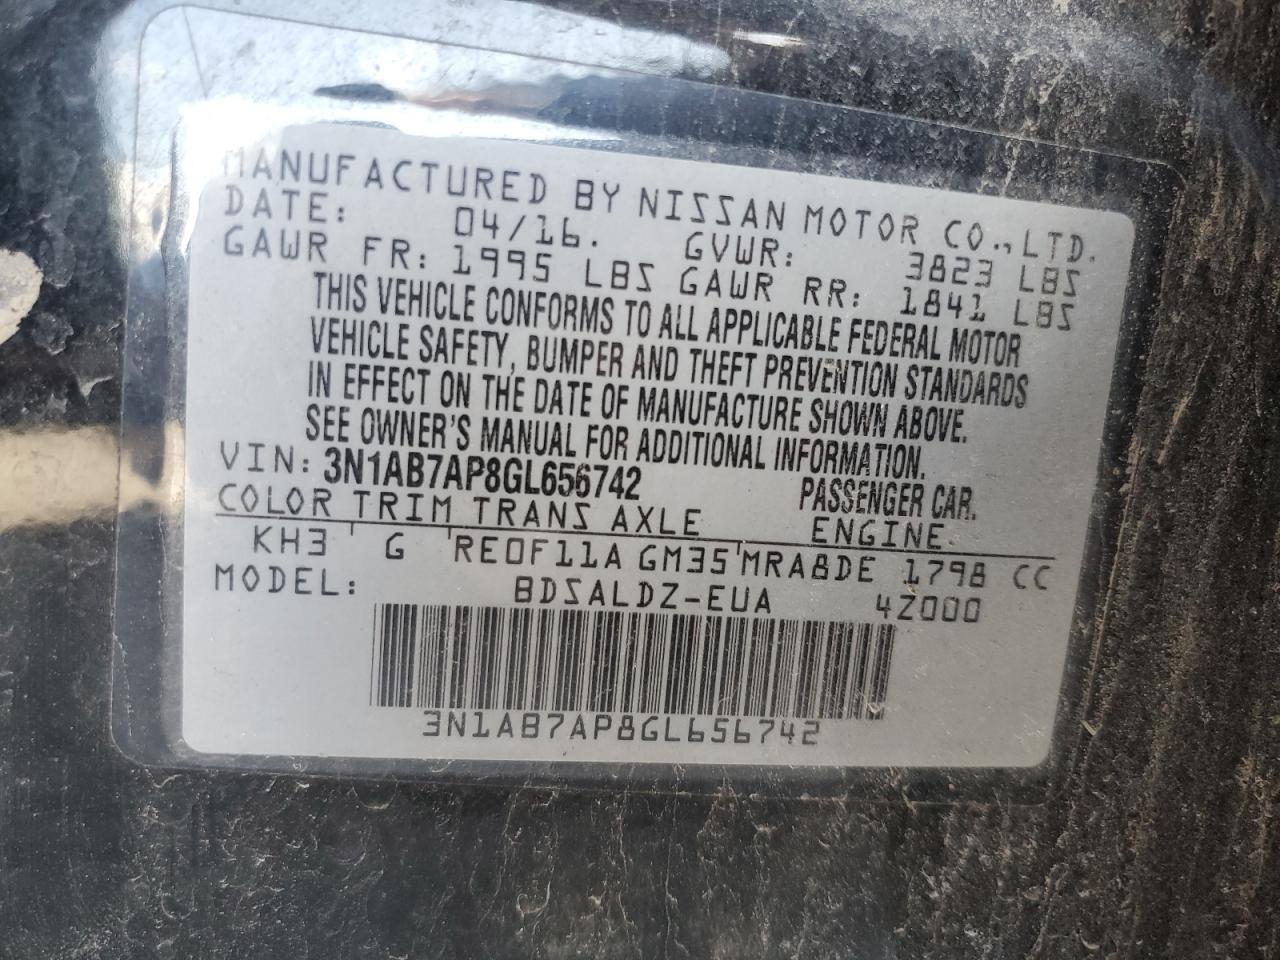 MANUFACTURED BY NISSAN MOTOR CO., LTD.
DATE: 04/16. GVWR: 3823 LBS
GAWR FR: 1995 LBS GAWR RR: 1841 LBS
THIS VEHICLE CONFORMS TO ALL APPLICABLE FEDERAL MOTOR
VEHICLE SAFETY, BUMPER AND THEFT PREVENTION STANDARDS
IN EFFECT ON THE DATE OF MANUFACTURE SHOWN ABOVE.
SEE OWNER'S MANUAL FOR ADDITIONAL INFORMATION.
VIN: 3N1AB7AP8GL656742 PASSENGER CAR.
COLOR TRIM TRANS AXLE ENGINE
KH3 G RE0F11A GM35 MRA8DE 1798 CC
MODEL: BDSALDZ-EUA 4Z000
3N1AB7AP8GL656742